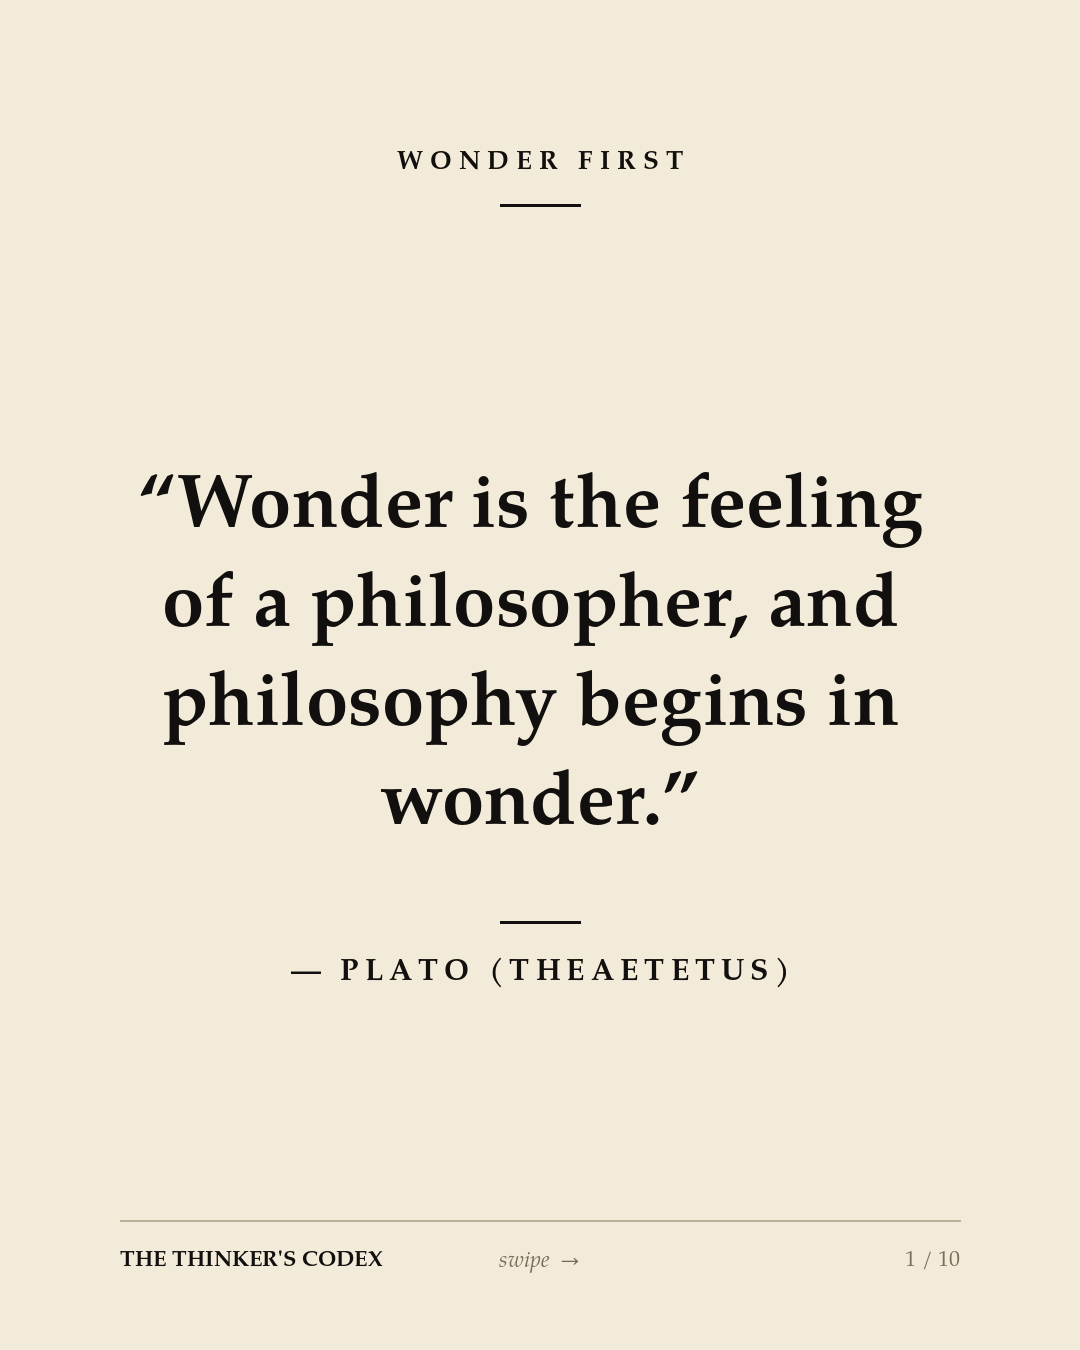 WONDER FIRST
“Wonder is the feeling
of a philosopher, and
philosophy begins in
wonder.”
— PLATO (THEAETETUS)
THE THINKER'S CODEX
swipe →
1 / 10